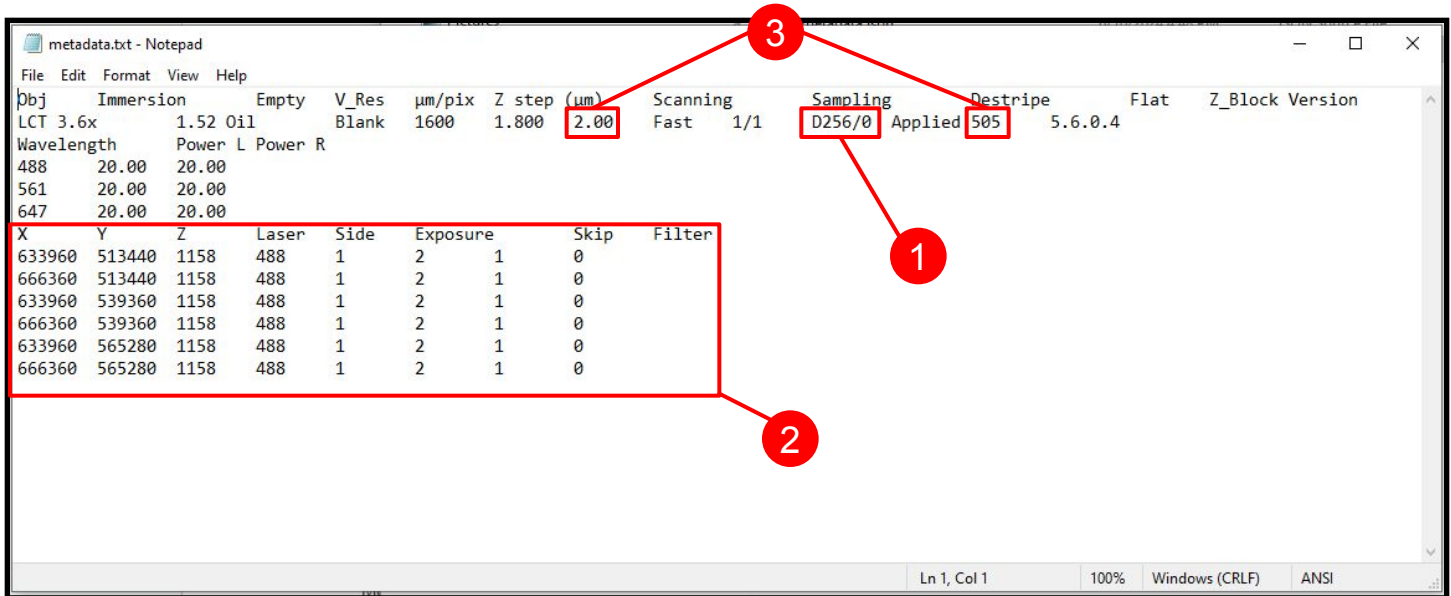 3
metadata.txt - Notepad
File Edit Format View Help
Obj Immersion Empty V_Res µm/pix Z step (µm) Scanning Sampling Destripe Flat Z_Block Version
LCT 3.6x 1.52 Oil Blank 1600 1.800 2.00 Fast 1/1 D256/0 Applied 505 5.6.0.4
Wavelength Power L Power R
488 20.00 20.00
561 20.00 20.00
647 20.00 20.00
X Y Z Laser Side Exposure Skip Filter
633960 513440 1158 488 1 2 1 0
666360 513440 1158 488 1 2 1 0
633960 539360 1158 488 1 2 1 0
666360 539360 1158 488 1 2 1 0
633960 565280 1158 488 1 2 1 0
666360 565280 1158 488 1 2 1 0
1
2
Ln 1, Col 1 100% Windows (CRLF) ANSI